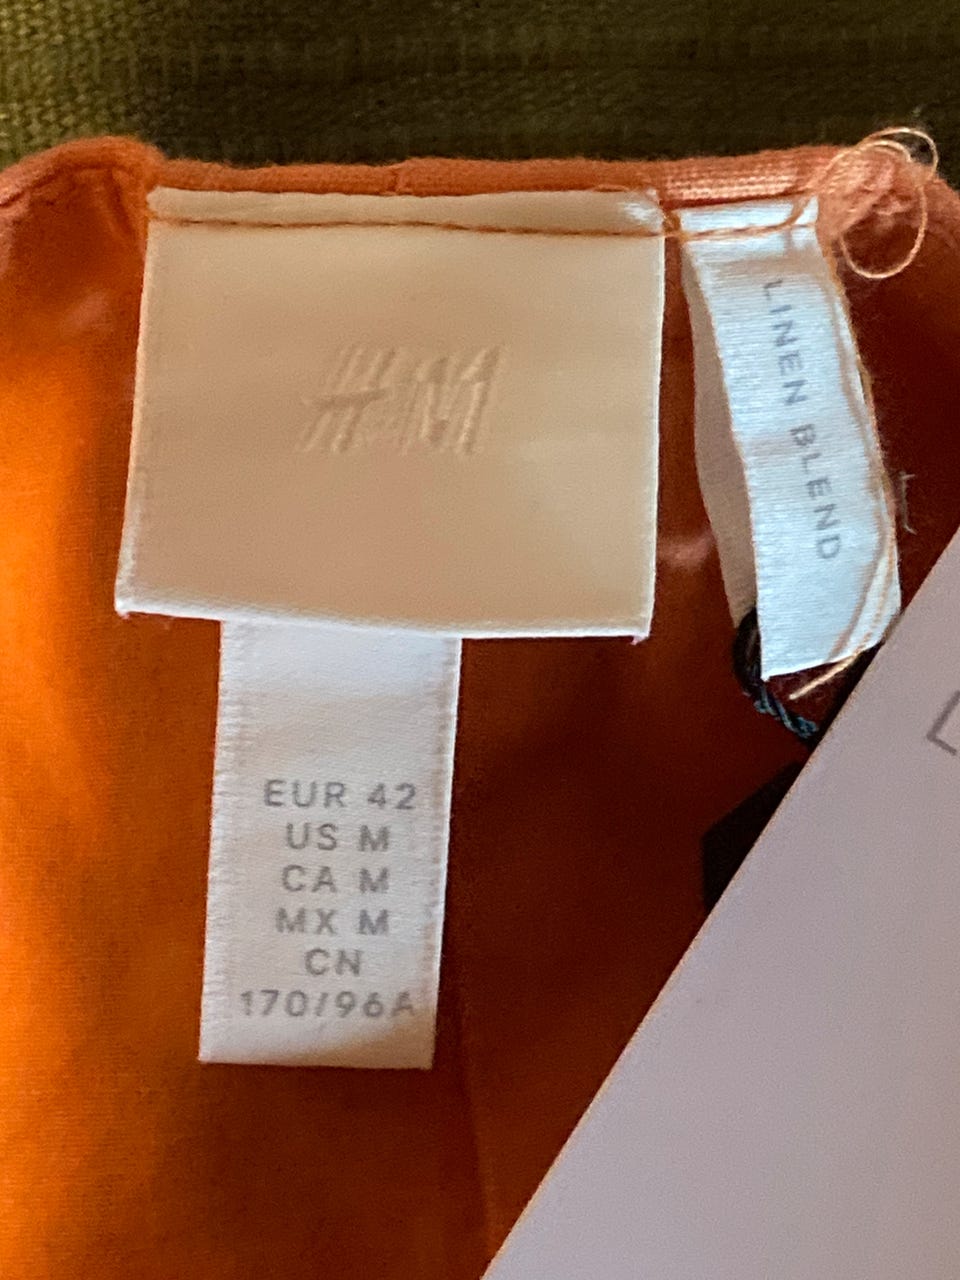 H&M
LINEN BLEND
EUR 42
US M
CA M
MX M
CN
170/96A